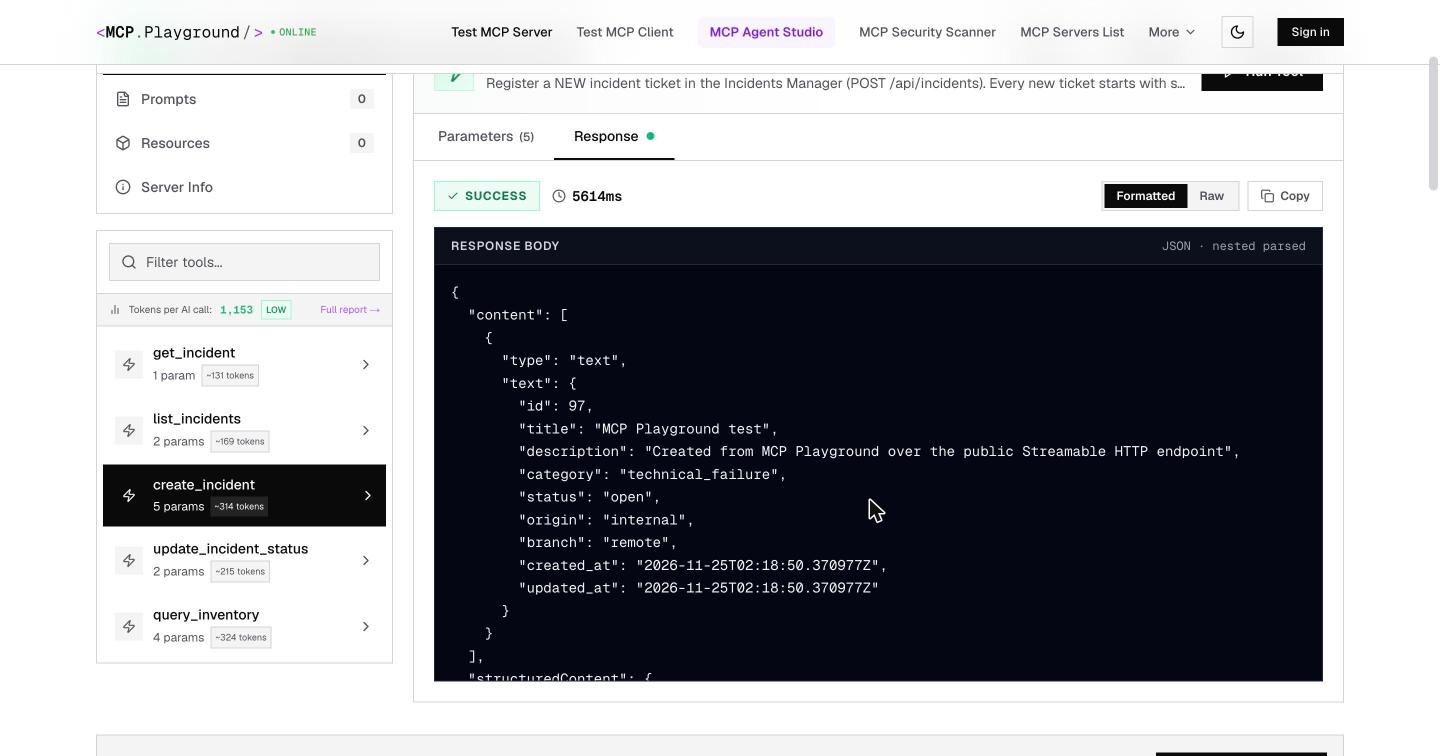 <MCP.Playground/> • ONLINE
Test MCP Server
Test MCP Client
MCP Agent Studio
MCP Security Scanner
MCP Servers List
More
Sign in
Prompts 0
Resources 0
Server Info
Filter tools...
Tokens per AI call: 1,153 LOW Full report →
get_incident
1 param ~131 tokens
list_incidents
2 params ~169 tokens
create_incident
5 params ~314 tokens
update_incident_status
2 params ~215 tokens
query_inventory
4 params ~324 tokens
Register a NEW incident ticket in the Incidents Manager (POST /api/incidents). Every new ticket starts with s...
Run Tool
Parameters (5)
Response
SUCCESS 5614ms
Formatted Raw Copy
RESPONSE BODY JSON · nested parsed
{
"content": [
{
"type": "text",
"text": {
"id": 97,
"title": "MCP Playground test",
"description": "Created from MCP Playground over the public Streamable HTTP endpoint",
"category": "technical_failure",
"status": "open",
"origin": "internal",
"branch": "remote",
"created_at": "2026-11-25T02:18:50.370977Z",
"updated_at": "2026-11-25T02:18:50.370977Z"
}
}
],
"structuredContent": {